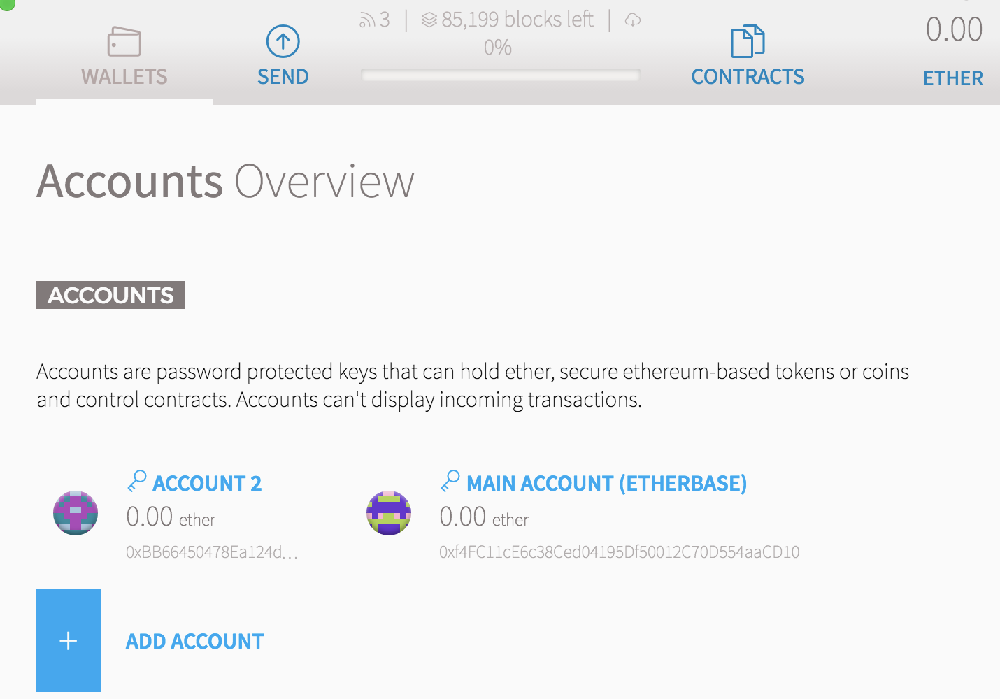 3 | 85,199 blocks left |
0%
0.00
WALLETS
SEND
CONTRACTS
ETHER
Accounts Overview
ACCOUNTS
Accounts are password protected keys that can hold ether, secure ethereum-based tokens or coins
and control contracts. Accounts can't display incoming transactions.
ACCOUNT 2
0.00 ether
0xBB66450478Ea124d...
MAIN ACCOUNT (ETHERBASE)
0.00 ether
0xf4FC11cE6c38Ced04195Df50012C70D554aaCD10
+
ADD ACCOUNT